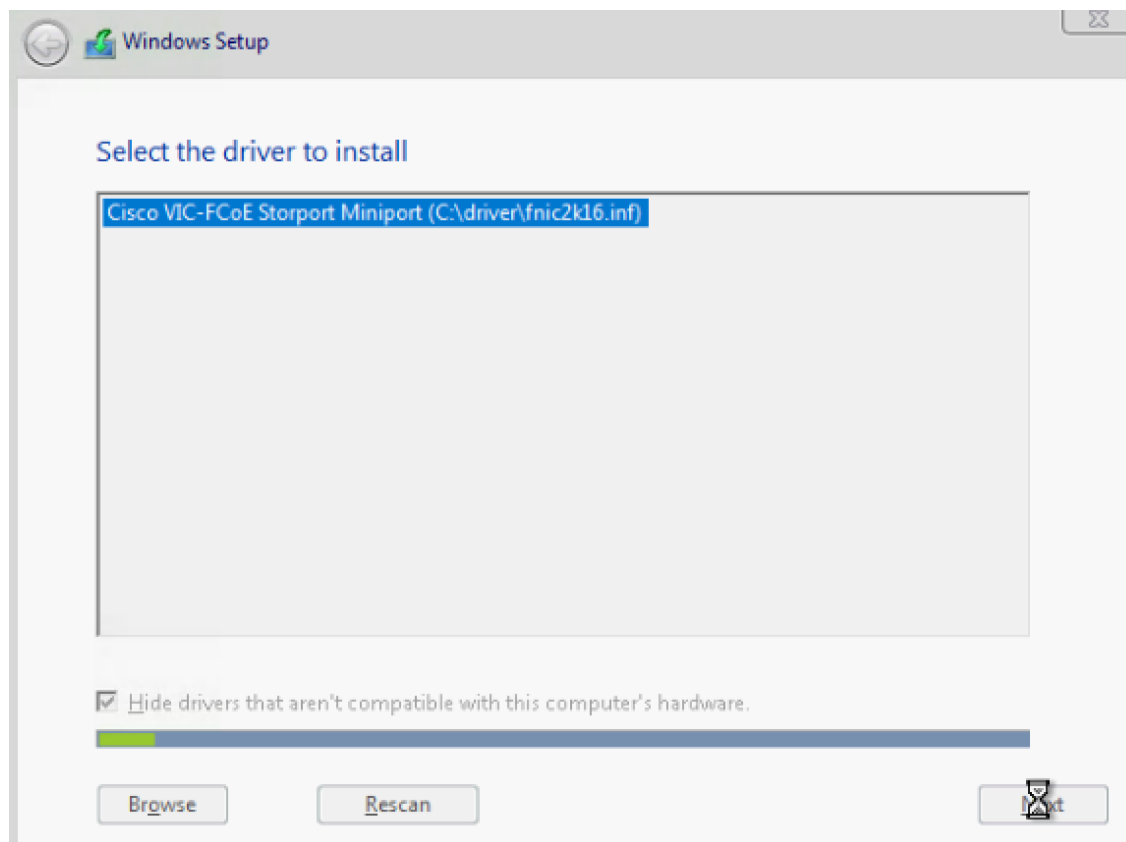 Windows Setup
Select the driver to install
Cisco VIC-FCoE Storport Miniport (C:\driver\fnic2k16.inf)
Hide drivers that aren't compatible with this computer's hardware.
Browse
Rescan